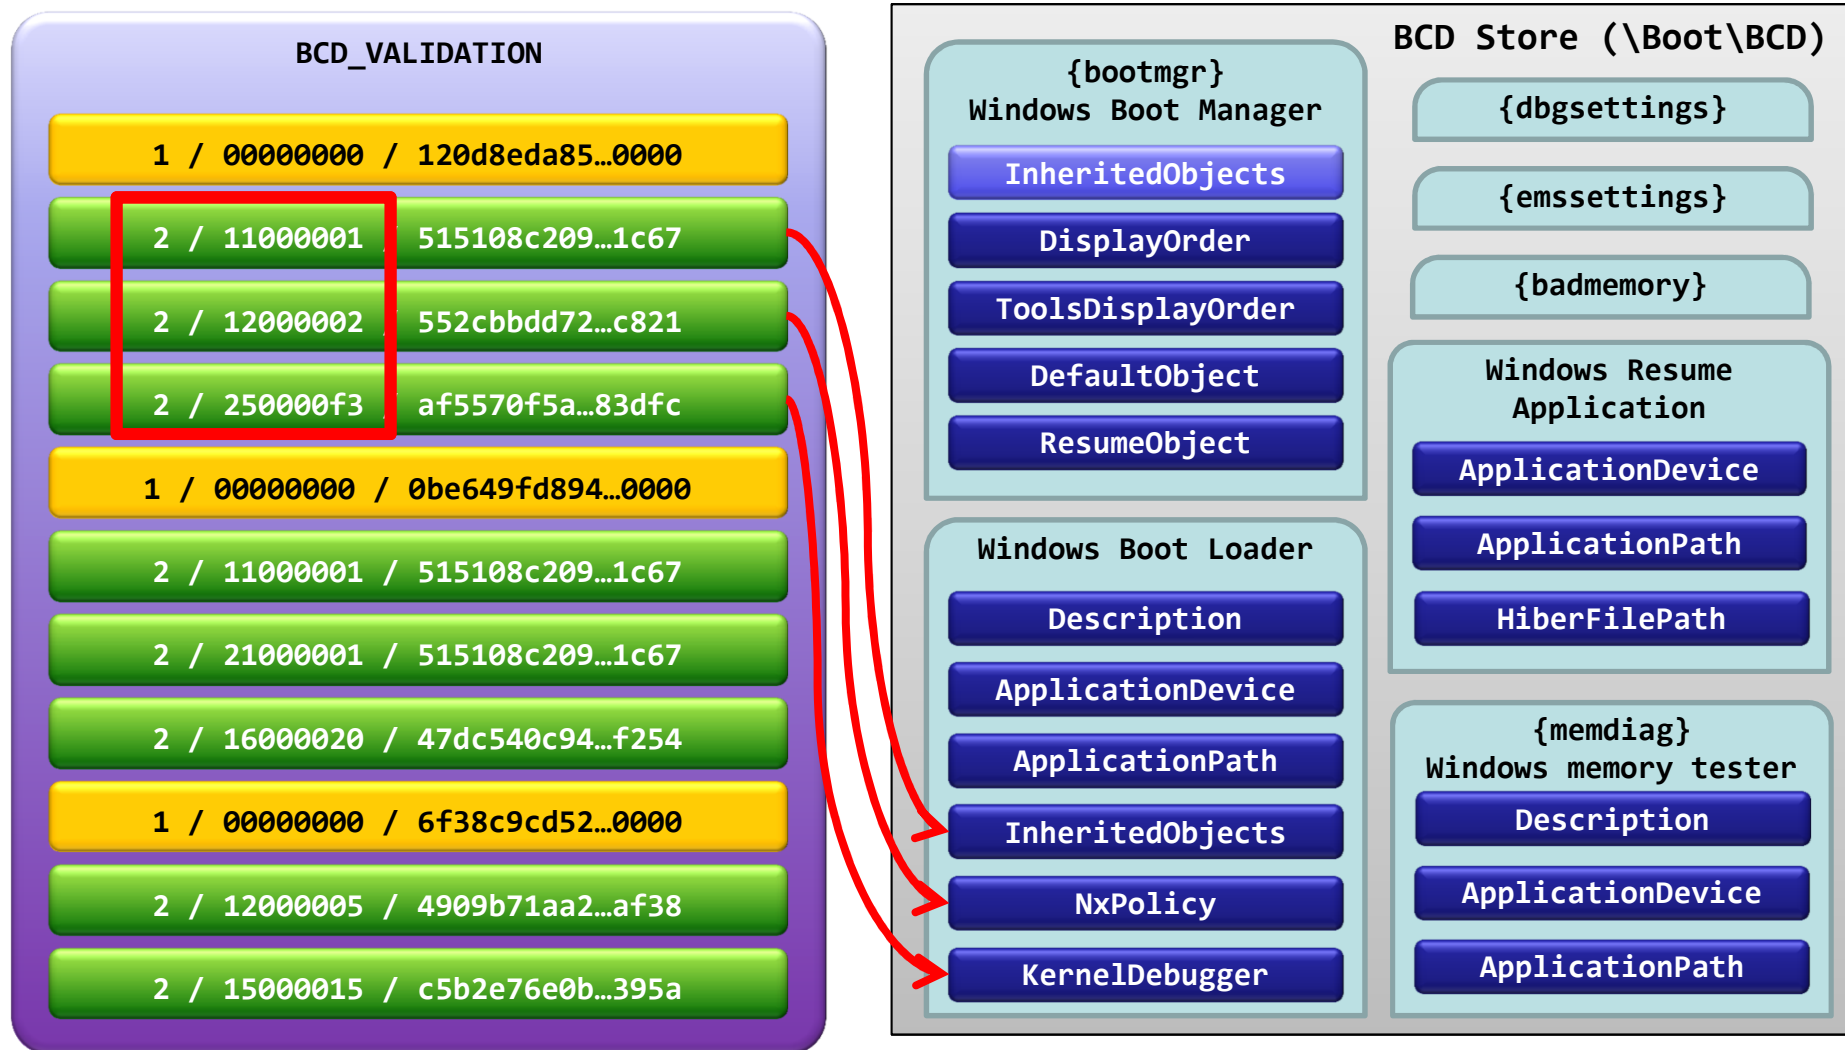 BCD_VALIDATION
1 / 00000000 / 120d8eda85…0000
2 / 11000001 / 515108c209…1c67
2 / 12000002 / 552cbbdd72…c821
2 / 250000f3 / af5570f5a…83dfc
1 / 00000000 / 0be649fd894…0000
2 / 11000001 / 515108c209…1c67
2 / 21000001 / 515108c209…1c67
2 / 16000020 / 47dc540c94…f254
1 / 00000000 / 6f38c9cd52…0000
2 / 12000005 / 4909b71aa2…af38
2 / 15000015 / c5b2e76e0b…395a
BCD Store (\Boot\BCD)
{bootmgr}
Windows Boot Manager
InheritedObjects
DisplayOrder
ToolsDisplayOrder
DefaultObject
ResumeObject
Windows Boot Loader
Description
ApplicationDevice
ApplicationPath
InheritedObjects
NxPolicy
KernelDebugger
{dbgsettings}
{emssettings}
{badmemory}
Windows Resume
Application
ApplicationDevice
ApplicationPath
HiberFilePath
{memdiag}
Windows memory tester
Description
ApplicationDevice
ApplicationPath